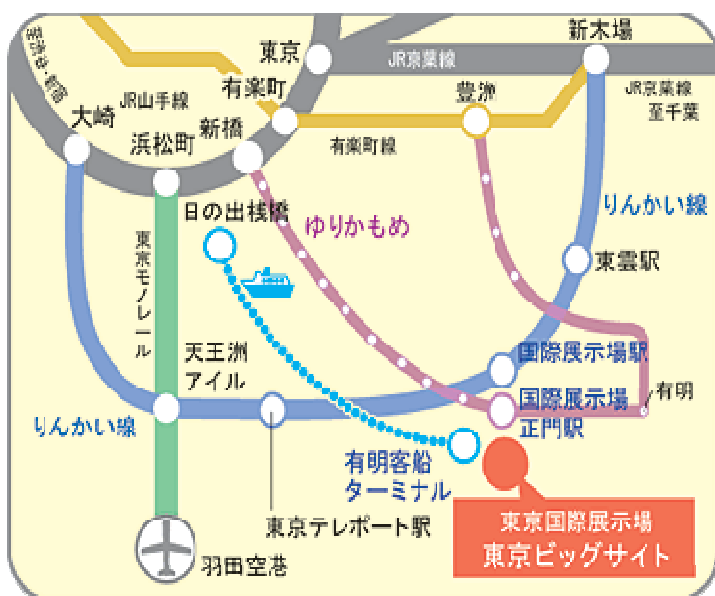 新木場
東京
JR京葉線
至渋谷・新宿
有楽町
JR京葉線
至千葉
JR山手線
豊洲
大崎
新橋
浜松町
有楽町線
日の出桟橋
ゆりかもめ
りんかい線
東京モノレール
東雲駅
天王洲
アイル
国際展示場駅
有明
国際展示場
正門駅
りんかい線
有明客船
ターミナル
東京テレポート駅
東京国際展示場
東京ビッグサイト
羽田空港